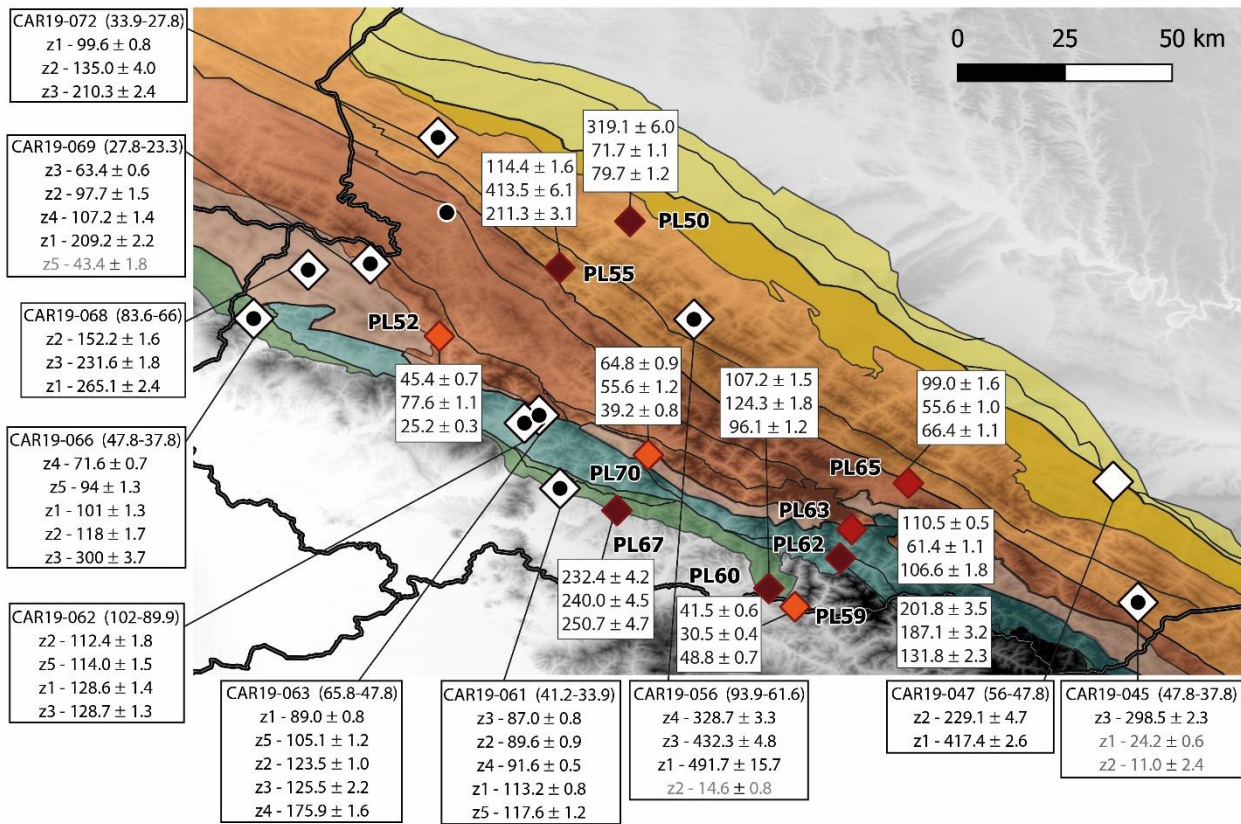 CAR19-072 (33.9-27.8)
z1 - 99.6 ± 0.8
z2 - 135.0 ± 4.0
z3 - 210.3 ± 2.4
0 25 50 km
CAR19-069 (27.8-23.3)
z3 - 63.4 ± 0.6
z2 - 97.7 ± 1.5
z4 - 107.2 ± 1.4
z1 - 209.2 ± 2.2
z5 - 43.4 ± 1.8
CAR19-068 (83.6-66)
z2 - 152.2 ± 1.6
z3 - 231.6 ± 1.8
z1 - 265.1 ± 2.4
CAR19-066 (47.8-37.8)
z4 - 71.6 ± 0.7
z5 - 94 ± 1.3
z1 - 101 ± 1.3
z2 - 118 ± 1.7
z3 - 300 ± 3.7
CAR19-062 (102-89.9)
z2 - 112.4 ± 1.8
z5 - 114.0 ± 1.5
z1 - 128.6 ± 1.4
z3 - 128.7 ± 1.3
319.1 ± 6.0
71.7 ± 1.1
79.7 ± 1.2
PL50
114.4 ± 1.6
413.5 ± 6.1
211.3 ± 3.1
PL55
PL52
45.4 ± 0.7
77.6 ± 1.1
25.2 ± 0.3
64.8 ± 0.9
55.6 ± 1.2
39.2 ± 0.8
PL70
107.2 ± 1.5
124.3 ± 1.8
96.1 ± 1.2
99.0 ± 1.6
55.6 ± 1.0
66.4 ± 1.1
PL65
PL63
110.5 ± 0.5
61.4 ± 1.1
106.6 ± 1.8
PL62
PL67
232.4 ± 4.2
240.0 ± 4.5
250.7 ± 4.7
PL60
PL59
41.5 ± 0.6
30.5 ± 0.4
48.8 ± 0.7
201.8 ± 3.5
187.1 ± 3.2
131.8 ± 2.3
CAR19-063 (65.8-47.8)
z1 - 89.0 ± 0.8
z5 - 105.1 ± 1.2
z2 - 123.5 ± 1.0
z3 - 125.5 ± 2.2
z4 - 175.9 ± 1.6
CAR19-061 (41.2-33.9)
z3 - 87.0 ± 0.8
z2 - 89.6 ± 0.9
z4 - 91.6 ± 0.5
z1 - 113.2 ± 0.8
z5 - 117.6 ± 1.2
CAR19-056 (93.9-61.6)
z4 - 328.7 ± 3.3
z3 - 432.3 ± 4.8
z1 - 491.7 ± 15.7
z2 - 14.6 ± 0.8
CAR19-047 (56-47.8)
z2 - 229.1 ± 4.7
z1 - 417.4 ± 2.6
CAR19-045 (47.8-37.8)
z3 - 298.5 ± 2.3
z1 - 24.2 ± 0.6
z2 - 11.0 ± 2.4